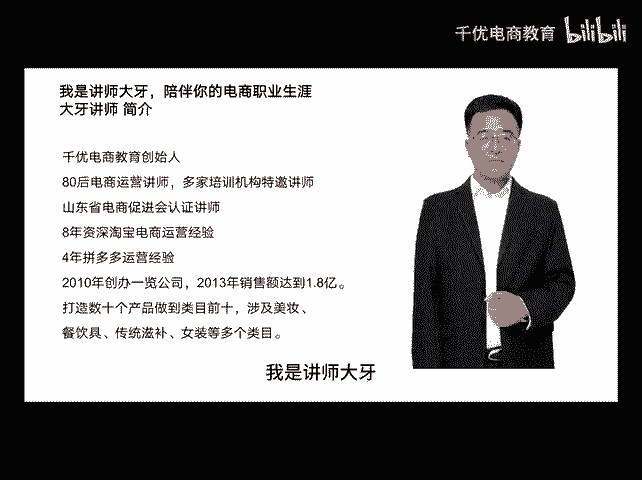 千优电商教育 bilibili
我是讲师大牙，陪伴你的电商职业生涯
大牙讲师 简介
千优电商教育创始人
80后电商运营讲师，多家培训机构特邀讲师
山东省电商促进会认证讲师
8年资深淘宝电商运营经验
4年拼多多运营经验
2010年创办一览公司，2013年销售额达到1.8亿。
打造数十个产品做到类目前十，涉及美妆、
餐饮具、传统滋补、女装等多个类目。
我是讲师大牙